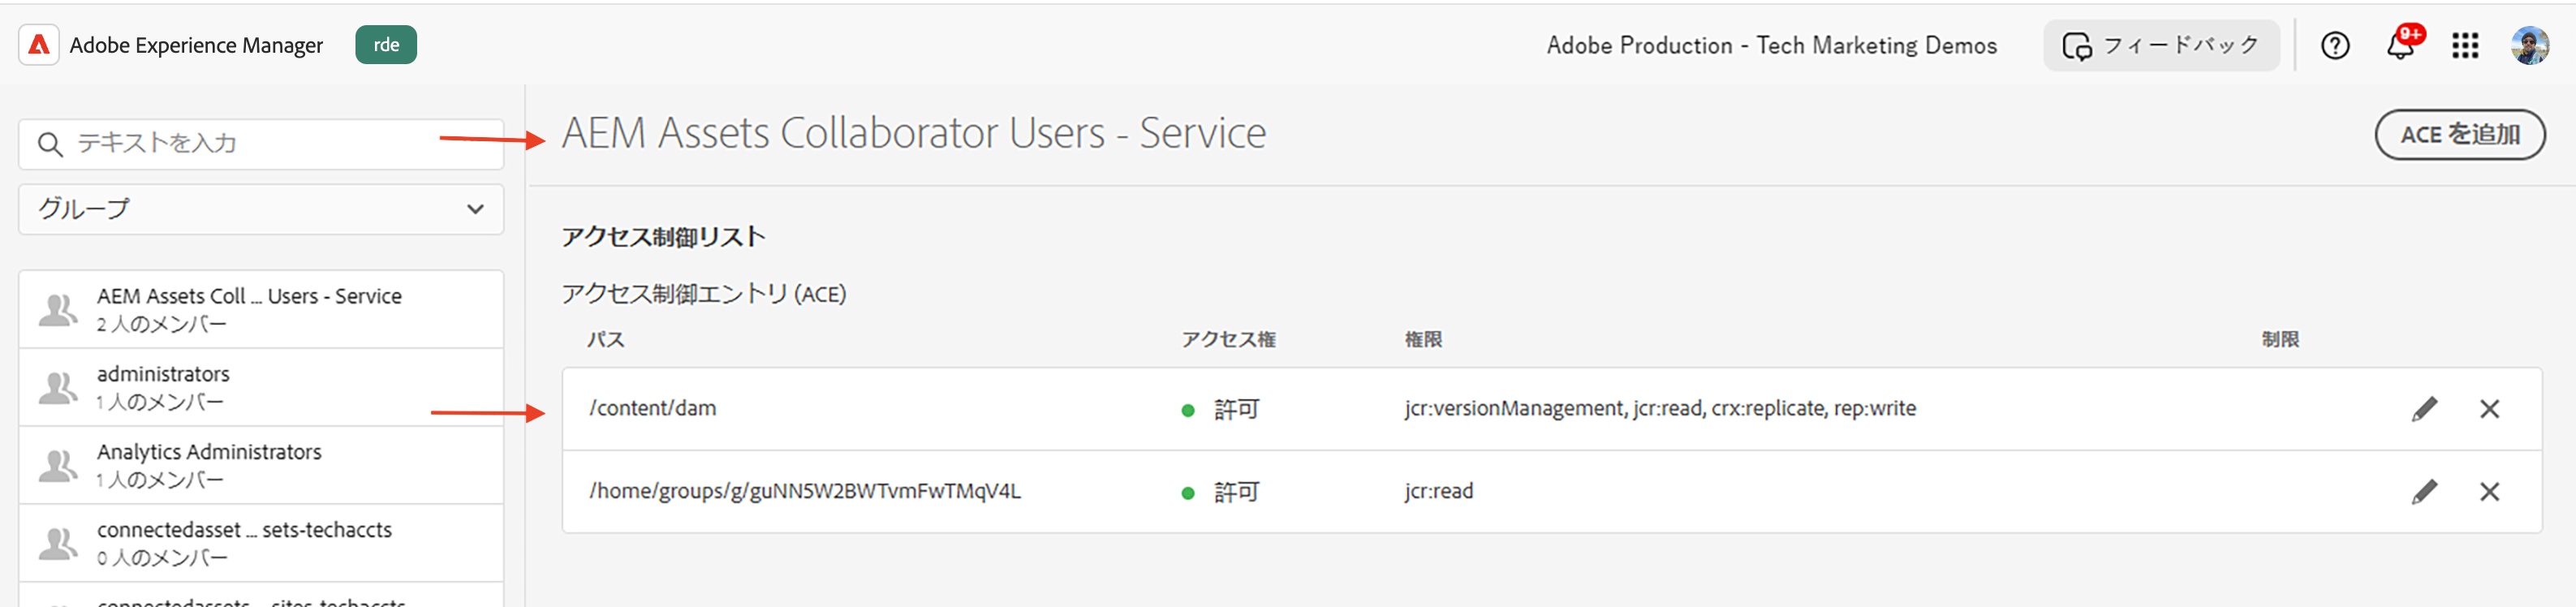 Adobe Experience Manager
rde
Adobe Production - Tech Marketing Demos
フィードバック
9+
テキストを入力
グループ
AEM Assets Coll ... Users - Service
2 人のメンバー
administrators
1 人のメンバー
Analytics Administrators
1 人のメンバー
connectedasset ... sets-techaccts
0 人のメンバー
connectedassets ... sites-techaccts
AEM Assets Collaborator Users - Service
ACE を追加
アクセス制御リスト
アクセス制御エントリ (ACE)
パス アクセス権 権限 制限
/content/dam 許可 jcr:versionManagement, jcr:read, crx:replicate, rep:write
/home/groups/g/guNN5W2BWTvmFwTMqV4L 許可 jcr:read